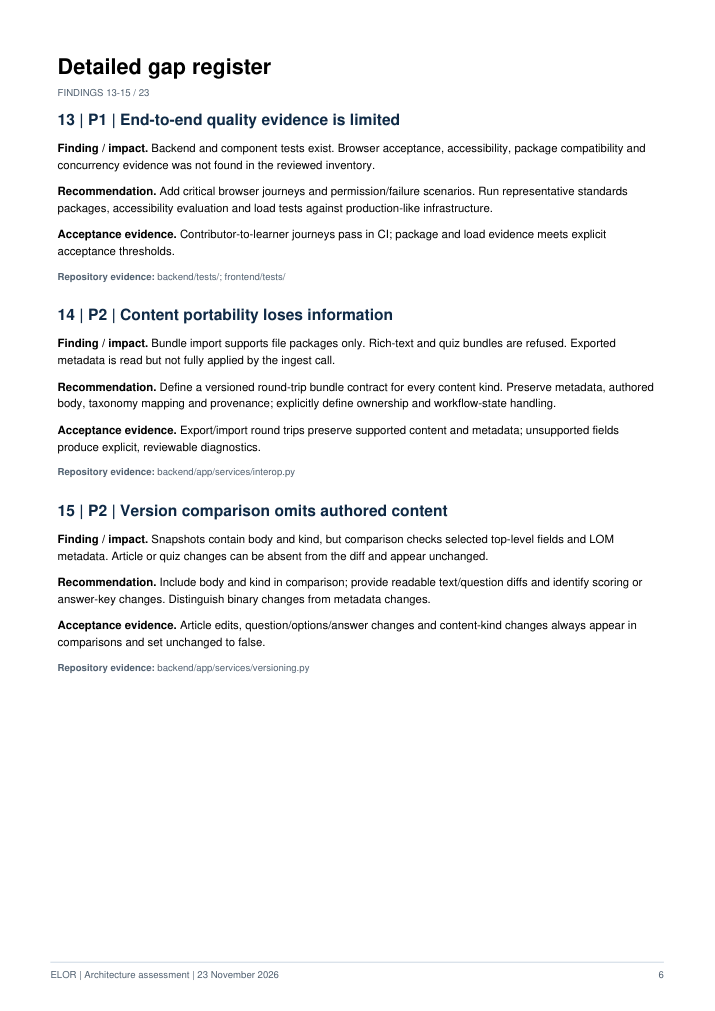 Detailed gap register
FINDINGS 13-15 / 23
13 | P1 | End-to-end quality evidence is limited
Finding / impact. Backend and component tests exist. Browser acceptance, accessibility, package compatibility and
concurrency evidence was not found in the reviewed inventory.
Recommendation. Add critical browser journeys and permission/failure scenarios. Run representative standards
packages, accessibility evaluation and load tests against production-like infrastructure.
Acceptance evidence. Contributor-to-learner journeys pass in CI; package and load evidence meets explicit
acceptance thresholds.
Repository evidence: backend/tests/; frontend/tests/
14 | P2 | Content portability loses information
Finding / impact. Bundle import supports file packages only. Rich-text and quiz bundles are refused. Exported
metadata is read but not fully applied by the ingest call.
Recommendation. Define a versioned round-trip bundle contract for every content kind. Preserve metadata, authored
body, taxonomy mapping and provenance; explicitly define ownership and workflow-state handling.
Acceptance evidence. Export/import round trips preserve supported content and metadata; unsupported fields
produce explicit, reviewable diagnostics.
Repository evidence: backend/app/services/interop.py
15 | P2 | Version comparison omits authored content
Finding / impact. Snapshots contain body and kind, but comparison checks selected top-level fields and LOM
metadata. Article or quiz changes can be absent from the diff and appear unchanged.
Recommendation. Include body and kind in comparison; provide readable text/question diffs and identify scoring or
answer-key changes. Distinguish binary changes from metadata changes.
Acceptance evidence. Article edits, question/options/answer changes and content-kind changes always appear in
comparisons and set unchanged to false.
Repository evidence: backend/app/services/versioning.py
ELOR | Architecture assessment | 23 November 2026
6